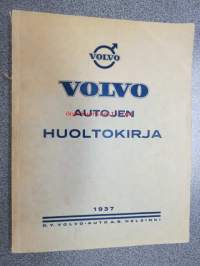 VOLVO
VOLVO
AUTOJEN
HUOLTOKIRJA
1937
O.Y. VOLVO-AUTO A.B. HELSINKI